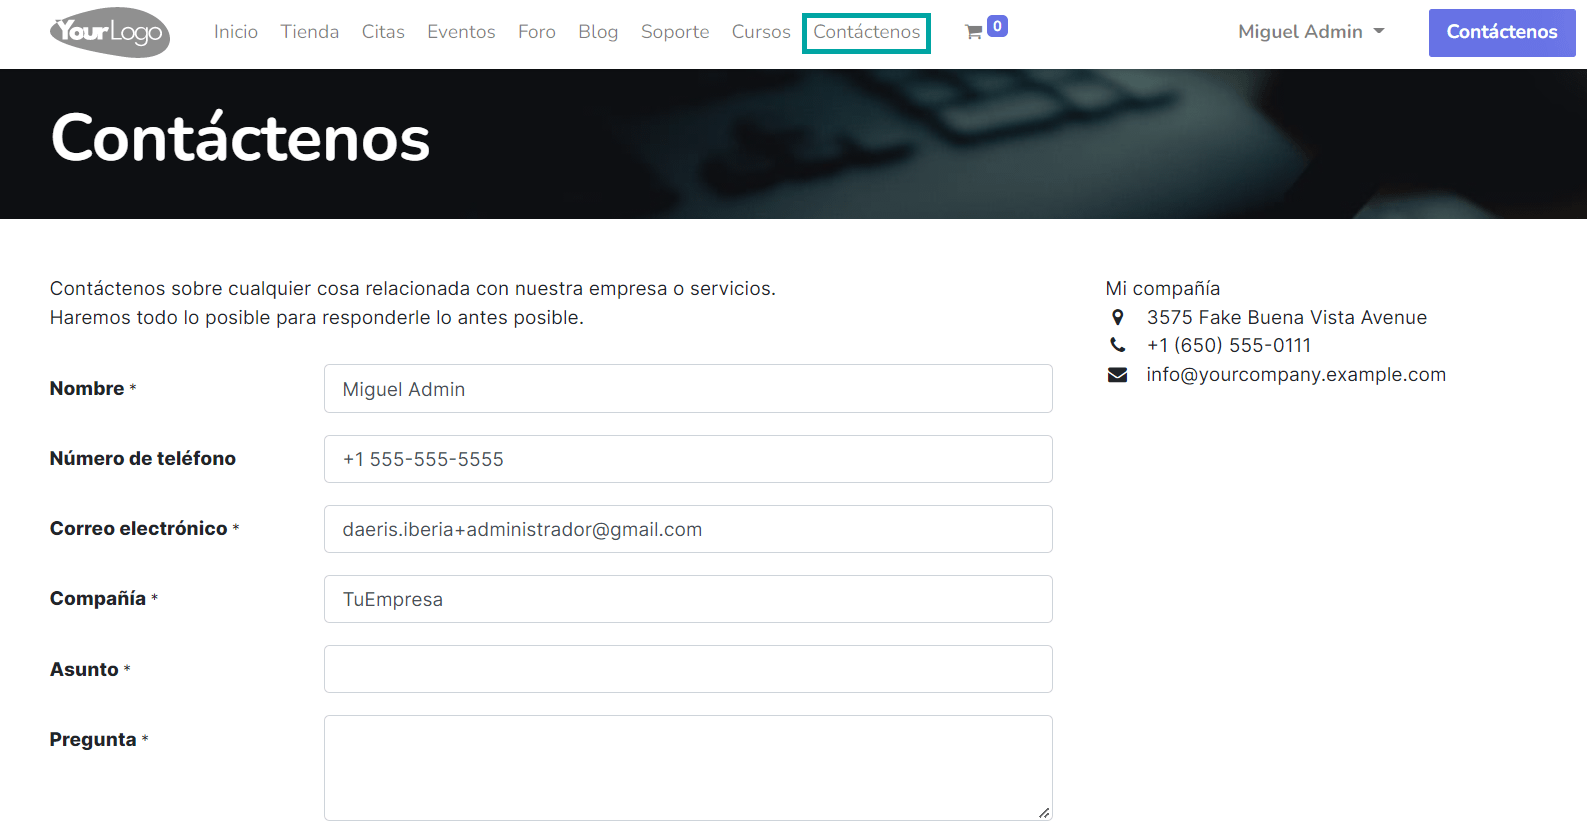 YourLogo
Inicio Tienda Citas Eventos Foro Blog Soporte Cursos Contáctenos 0 Miguel Admin Contáctenos
Contáctenos
Contáctenos sobre cualquier cosa relacionada con nuestra empresa o servicios.
Haremos todo lo posible para responderle lo antes posible.
Nombre *
Miguel Admin
Número de teléfono
+1 555-555-5555
Correo electrónico *
daeris.iberia+administrador@gmail.com
Compañía *
TuEmpresa
Asunto *
Pregunta *
Mi compañía
3575 Fake Buena Vista Avenue
+1 (650) 555-0111
info@yourcompany.example.com